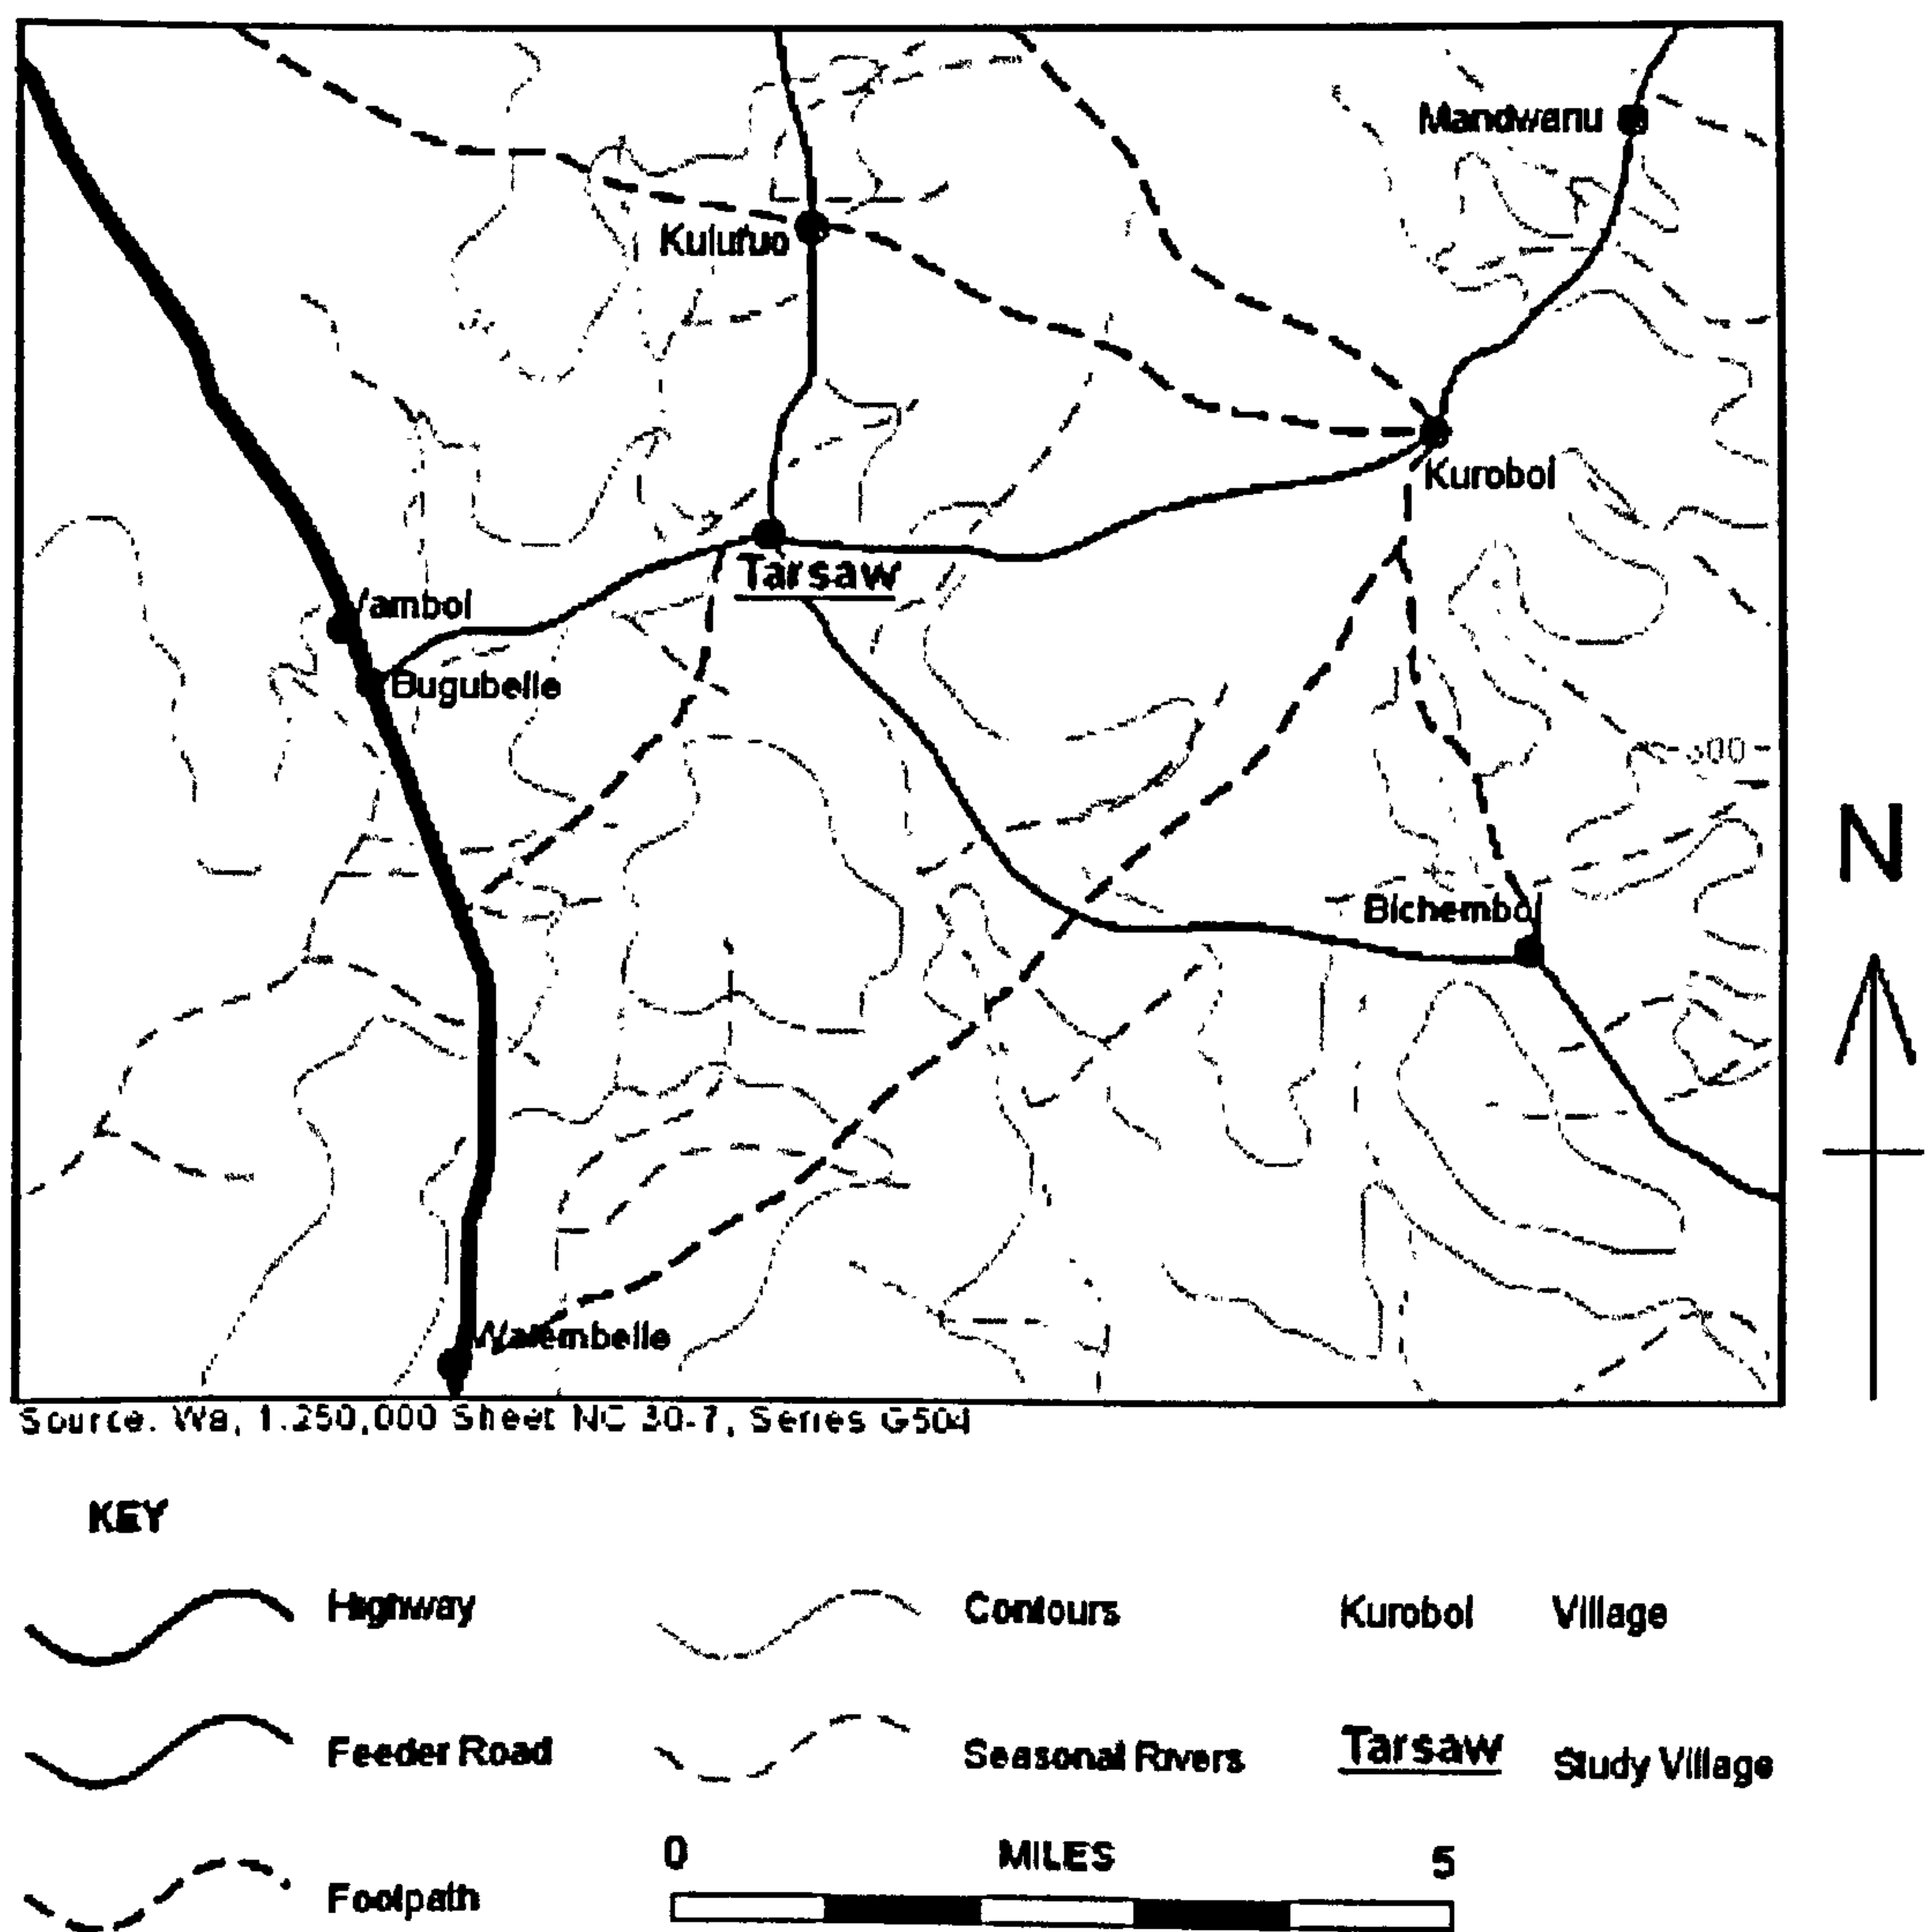 Mandwanu
Kulufuo
Kurobol
Tarsaw
Vambol
Bugubelle
N
Bichembol
Walembelle
Source. Wa, 1.250,000 Sheet NC 30-7, Series G504
KEY
Highway
Contours
Kurobol Village
Feeder Road
Seasonal Rivers
Tarsaw Study Village
Footpath
0 MILES 5